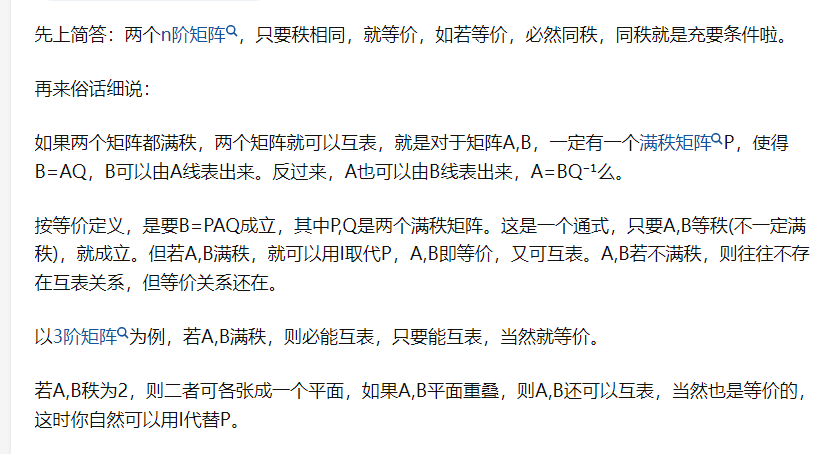 先上简答：两个n阶矩阵，只要秩相同，就等价，如若等价，必然同秩，同秩就是充要条件啦。
再来俗话细说：
如果两个矩阵都满秩，两个矩阵就可以互表，就是对于矩阵A,B，一定有一个满秩矩阵P，使得
B=AQ，B可以由A线表出来。反过来，A也可以由B线表出来，A=BQ⁻¹么。
按等价定义，是要B=PAQ成立，其中P,Q是两个满秩矩阵。这是一个通式，只要A,B等秩(不一定满
秩)，就成立。但若A,B满秩，就可以用I取代P，A,B即等价，又可互表。A,B若不满秩，则往往不存
在互表关系，但等价关系还在。
以3阶矩阵为例，若A,B满秩，则必能互表，只要能互表，当然就等价。
若A,B秩为2，则二者可各张成一个平面，如果A,B平面重叠，则A,B还可以互表，当然也是等价的，
这时你自然可以用I代替P。